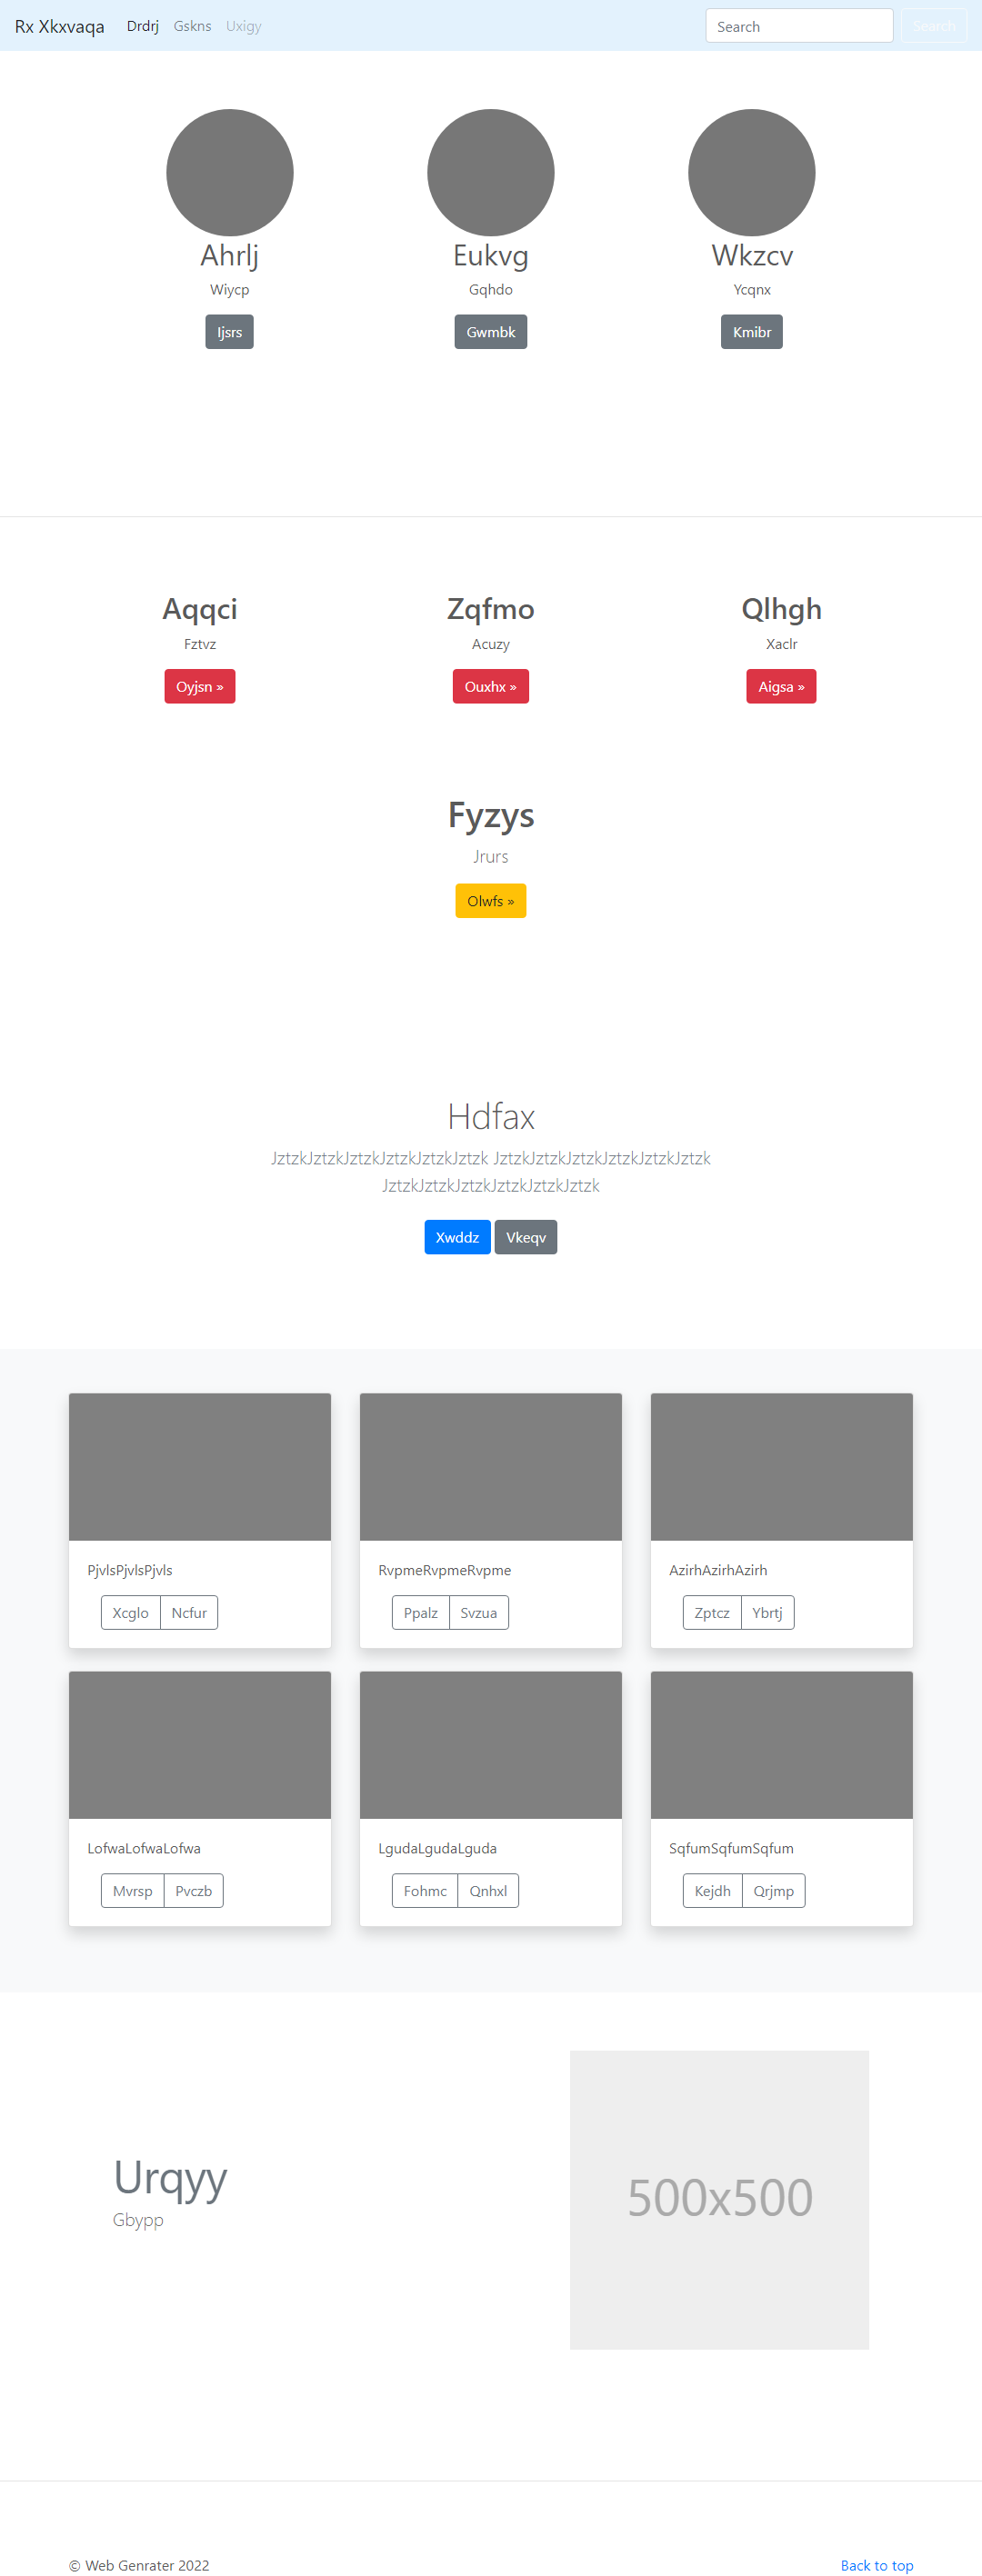 Rx Xkxvaqa Drdrj Gskns Uxigy Search Search
Ahrlj Eukvg Wkzcv
Wiycp Gqhdo Ycqnx
Ijsrs Gwmbk Kmibr
Aqqci Zqfmo Qlhgh
Fztvz Acuzy Xaclr
Oyjsn » Ouxhx » Aigsa »
Fyzys
Jrurs
Olwfs »
Hdfax
JztzkJztzkJztzkJztzkJztzkJztzk JztzkJztzkJztzkJztzkJztzkJztzk
JztzkJztzkJztzkJztzkJztzkJztzk
Xwddz Vkeqv
PjvlsPjvlsPjvls RvpmeRvpmeRvpme AzirhAzirhAzirh
Xcglo Ncfur Ppalz Svzua Zptcz Ybrtj
LofwaLofwaLofwa LgudaLgudaLguda SqfumSqfumSqfum
Mvrsp Pvczb Fohmc Qnhxl Kejdh Qrjmp
Urqyy
Gbypp
500x500
© Web Genrater 2022 Back to top